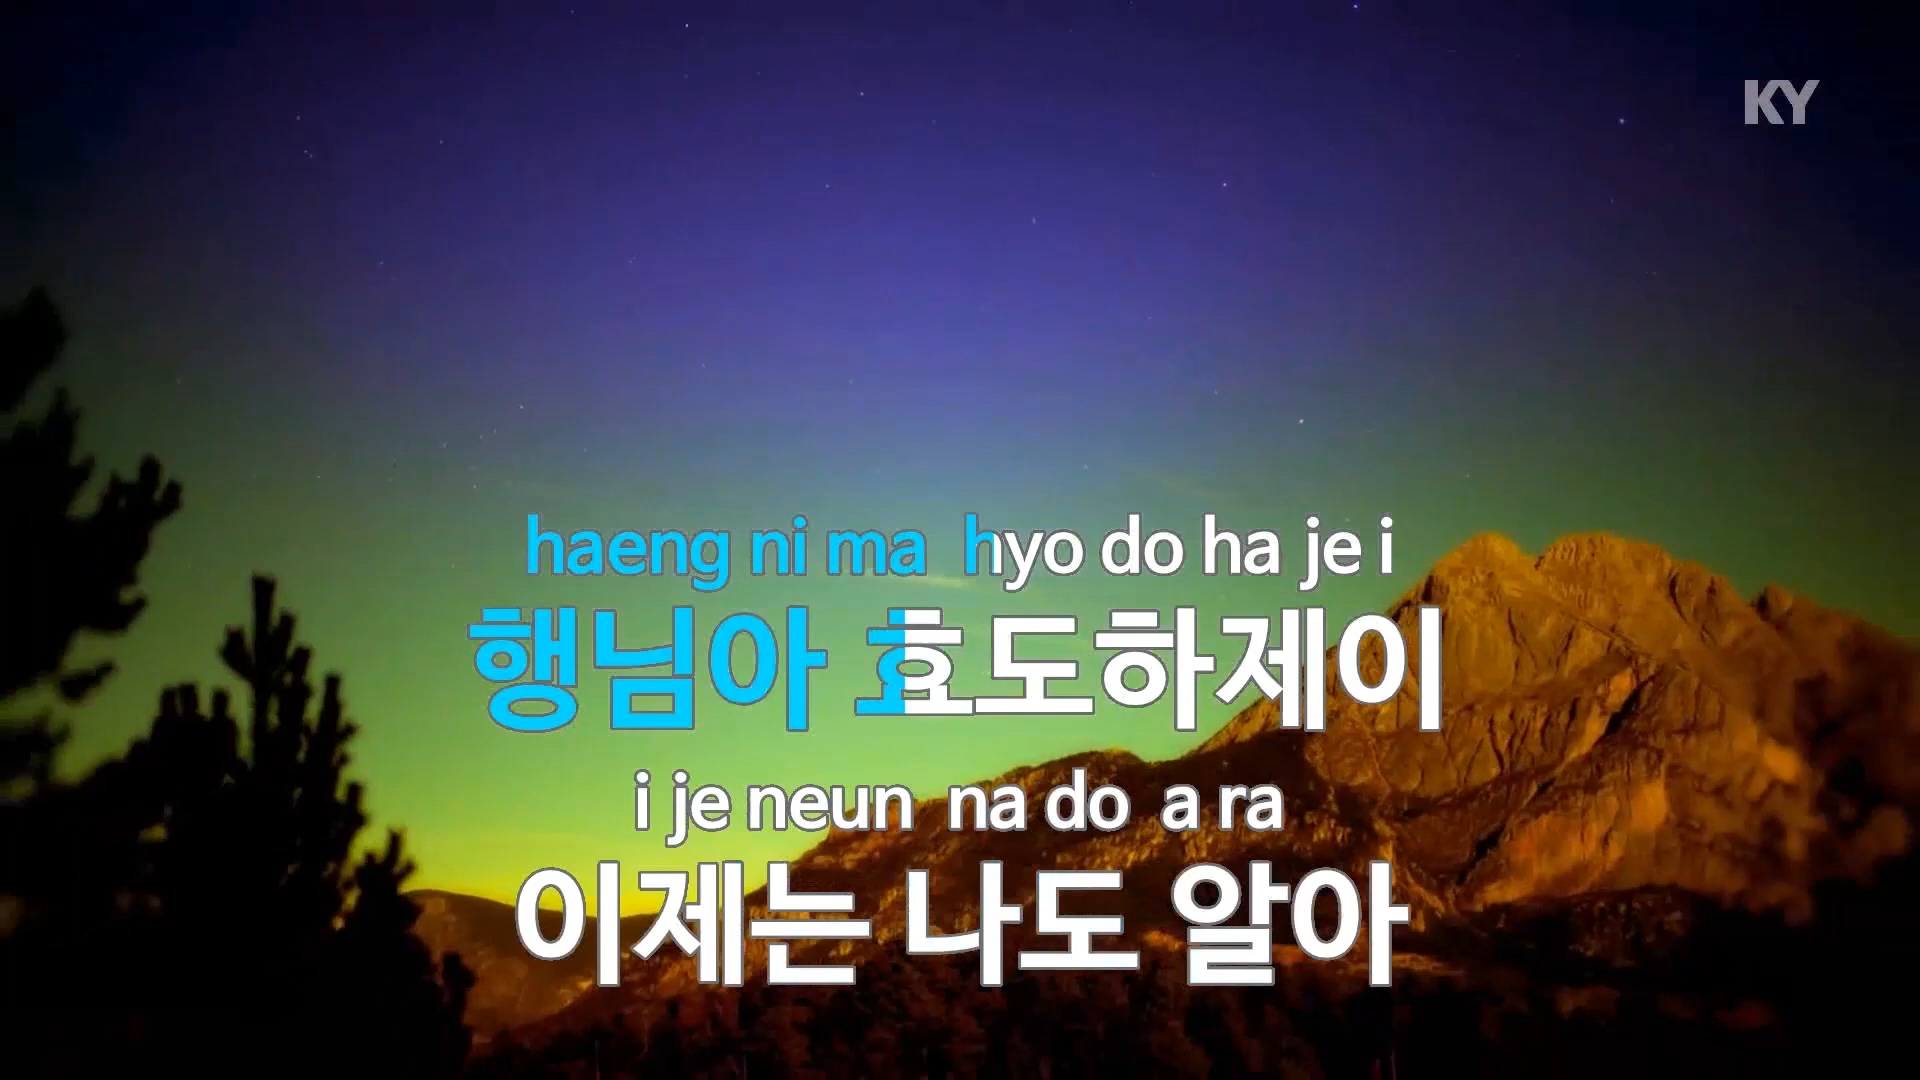 KY
haeng ni ma hyo do ha je i
행님아 효도하제이
i je neun na do a ra
이제는 나도 알아